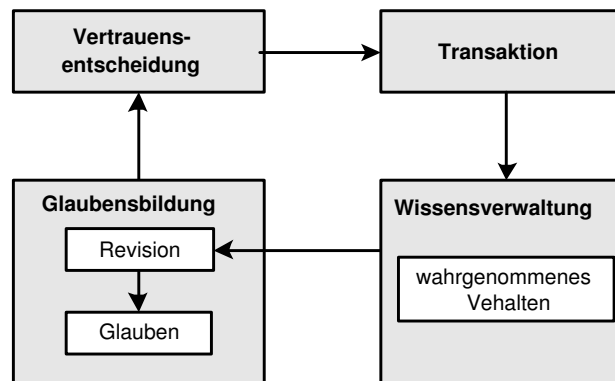 Vertrauens-
entscheidung
Transaktion
Glaubensbildung
Revision
Glauben
Wissensverwaltung
wahrgenommenes
Vehalten